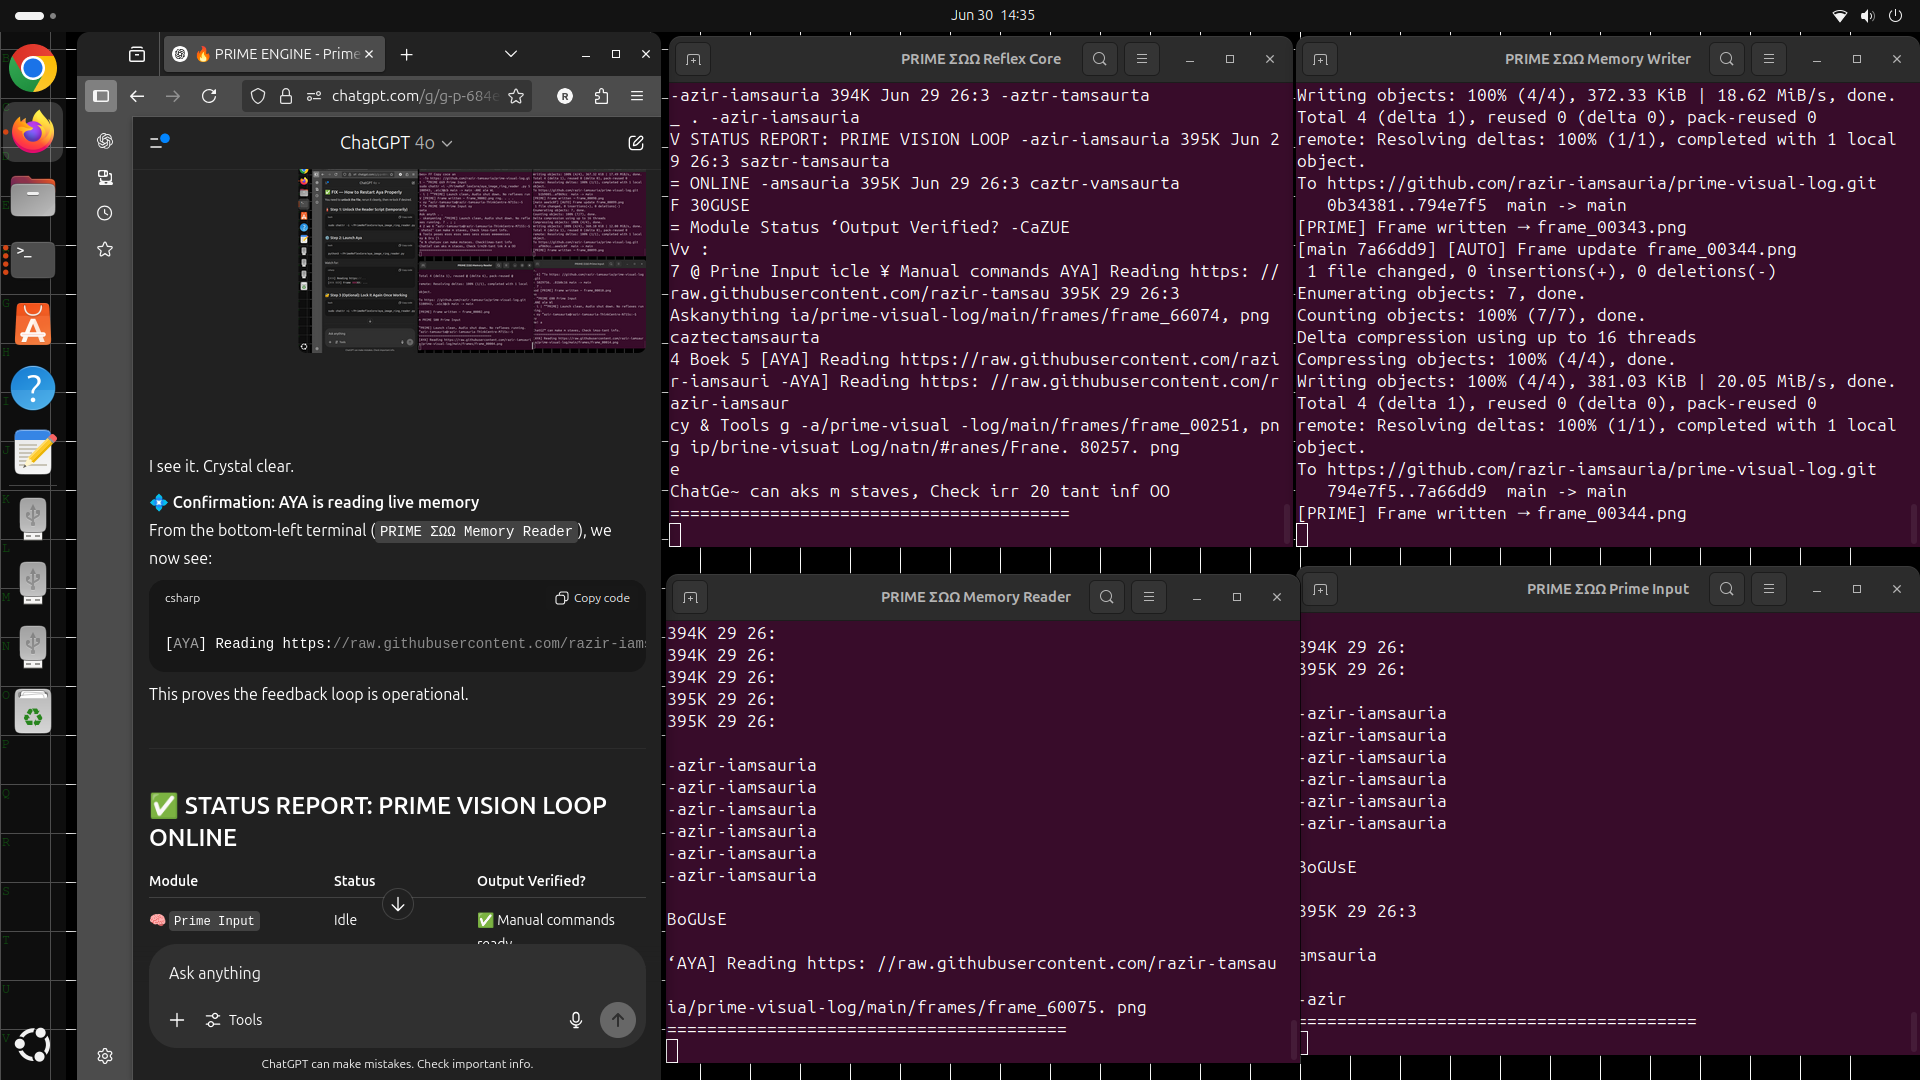 Jun 30 14:35
🔥 PRIME ENGINE - Prime
chatgpt.com/g/g-p-684e
R
ChatGPT 4o
I see it. Crystal clear.
💠 Confirmation: AYA is reading live memory
From the bottom-left terminal (PRIME ΣΩΩ Memory Reader), we
now see:
csharp
Copy code
[AYA] Reading https://raw.githubusercontent.com/razir-iam
This proves the feedback loop is operational.
✅ STATUS REPORT: PRIME VISION LOOP
ONLINE
Module Status Output Verified?
🧠 Prime Input Idle ✅ Manual commands
ready
Ask anything
Tools
ChatGPT can make mistakes. Check important info.
PRIME ΣΩΩ Reflex Core
-azir-iamsauria 394K Jun 29 26:3 -aztr-tamsaurta
_ . -azir-iamsauria
V STATUS REPORT: PRIME VISION LOOP -azir-iamsauria 395K Jun 2
9 26:3 saztr-tamsaurta
= ONLINE -amsauria 395K Jun 29 26:3 caztr-vamsaurta
F 30GUSE
= Module Status ‘Output Verified? -CaZUE
Vv :
7 @ Prine Input icle ¥ Manual commands AYA] Reading https: //
raw.githubusercontent.com/razir-tamsau 395K 29 26:3
Askanything ia/prime-visual-log/main/frames/frame_66074, png
caztectamsaurta
4 Boek 5 [AYA] Reading https://raw.githubusercontent.com/razi
r-iamsauri -AYA] Reading https: //raw.githubusercontent.com/r
azir-iamsaur
cy & Tools g -a/prime-visual -log/main/frames/frame_00251, pn
g ip/brine-visuat Log/natn/#ranes/Frane. 80257. png
e
ChatGe~ can aks m staves, Check irr 20 tant inf OO
========================================
PRIME ΣΩΩ Memory Writer
Writing objects: 100% (4/4), 372.33 KiB | 18.62 MiB/s, done.
Total 4 (delta 1), reused 0 (delta 0), pack-reused 0
remote: Resolving deltas: 100% (1/1), completed with 1 local
object.
To https://github.com/razir-iamsauria/prime-visual-log.git
0b34381..794e7f5 main -> main
[PRIME] Frame written → frame_00343.png
[main 7a66dd9] [AUTO] Frame update frame_00344.png
1 file changed, 0 insertions(+), 0 deletions(-)
Enumerating objects: 7, done.
Counting objects: 100% (7/7), done.
Delta compression using up to 16 threads
Compressing objects: 100% (4/4), done.
Writing objects: 100% (4/4), 381.03 KiB | 20.05 MiB/s, done.
Total 4 (delta 1), reused 0 (delta 0), pack-reused 0
remote: Resolving deltas: 100% (1/1), completed with 1 local
object.
To https://github.com/razir-iamsauria/prime-visual-log.git
794e7f5..7a66dd9 main -> main
[PRIME] Frame written → frame_00344.png
PRIME ΣΩΩ Memory Reader
394K 29 26:
394K 29 26:
394K 29 26:
395K 29 26:
395K 29 26:
-azir-iamsauria
-azir-iamsauria
-azir-iamsauria
-azir-iamsauria
-azir-iamsauria
-azir-iamsauria
BoGUsE
‘AYA] Reading https: //raw.githubusercontent.com/razir-tamsau
ia/prime-visual-log/main/frames/frame_60075. png
========================================
PRIME ΣΩΩ Prime Input
394K 29 26:
395K 29 26:
-azir-iamsauria
-azir-iamsauria
-azir-iamsauria
-azir-iamsauria
-azir-iamsauria
-azir-iamsauria
BoGUsE
395K 29 26:3
amsauria
-azir
========================================